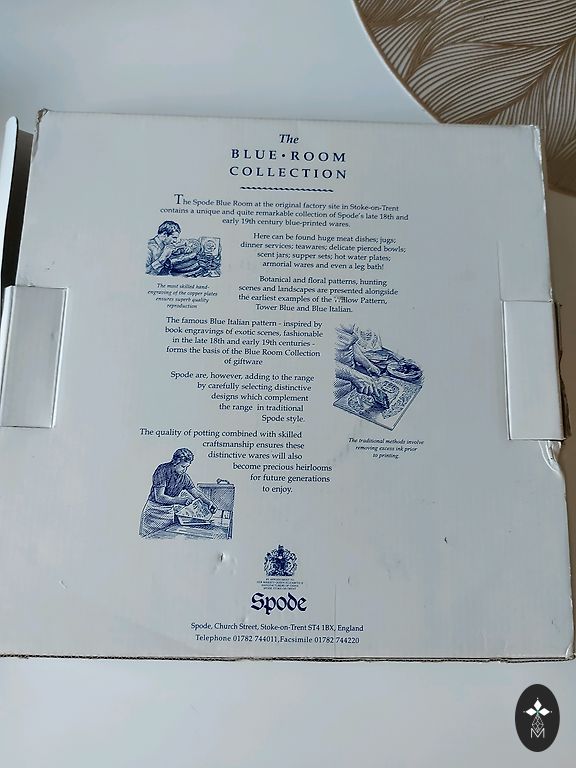 The
BLUE • ROOM
COLLECTION
The Spode Blue Room at the original factory site in Stoke-on-Trent
contains a unique and quite remarkable collection of Spode's late 18th and
early 19th century blue-printed wares.
Here can be found huge meat dishes; jugs;
dinner services; teawares; delicate pierced bowls;
scent jars; supper sets; hot water plates;
armorial wares and even a leg bath!
The most skilled hand-
engraving of the copper plates
ensures superb quality
reproduction
Botanical and floral patterns, hunting
scenes and landscapes are presented alongside
the earliest examples of the Willow Pattern,
Tower Blue and Blue Italian.
The famous Blue Italian pattern - inspired by
book engravings of exotic scenes, fashionable
in the late 18th and early 19th centuries -
forms the basis of the Blue Room Collection
of giftware
Spode are, however, adding to the range
by carefully selecting distinctive
designs which complement
the range in traditional
Spode style.
The traditional methods involve
removing excess ink prior
to printing.
The quality of potting combined with skilled
craftsmanship ensures these
distinctive wares will also
become precious heirlooms
for future generations
to enjoy.
BY APPOINTMENT TO
HER MAJESTY QUEEN ELIZABETH II
Spode
Spode, Church Street, Stoke-on-Trent ST4 1BX, England
Telephone 01782 744011, Facsimile 01782 744220
M